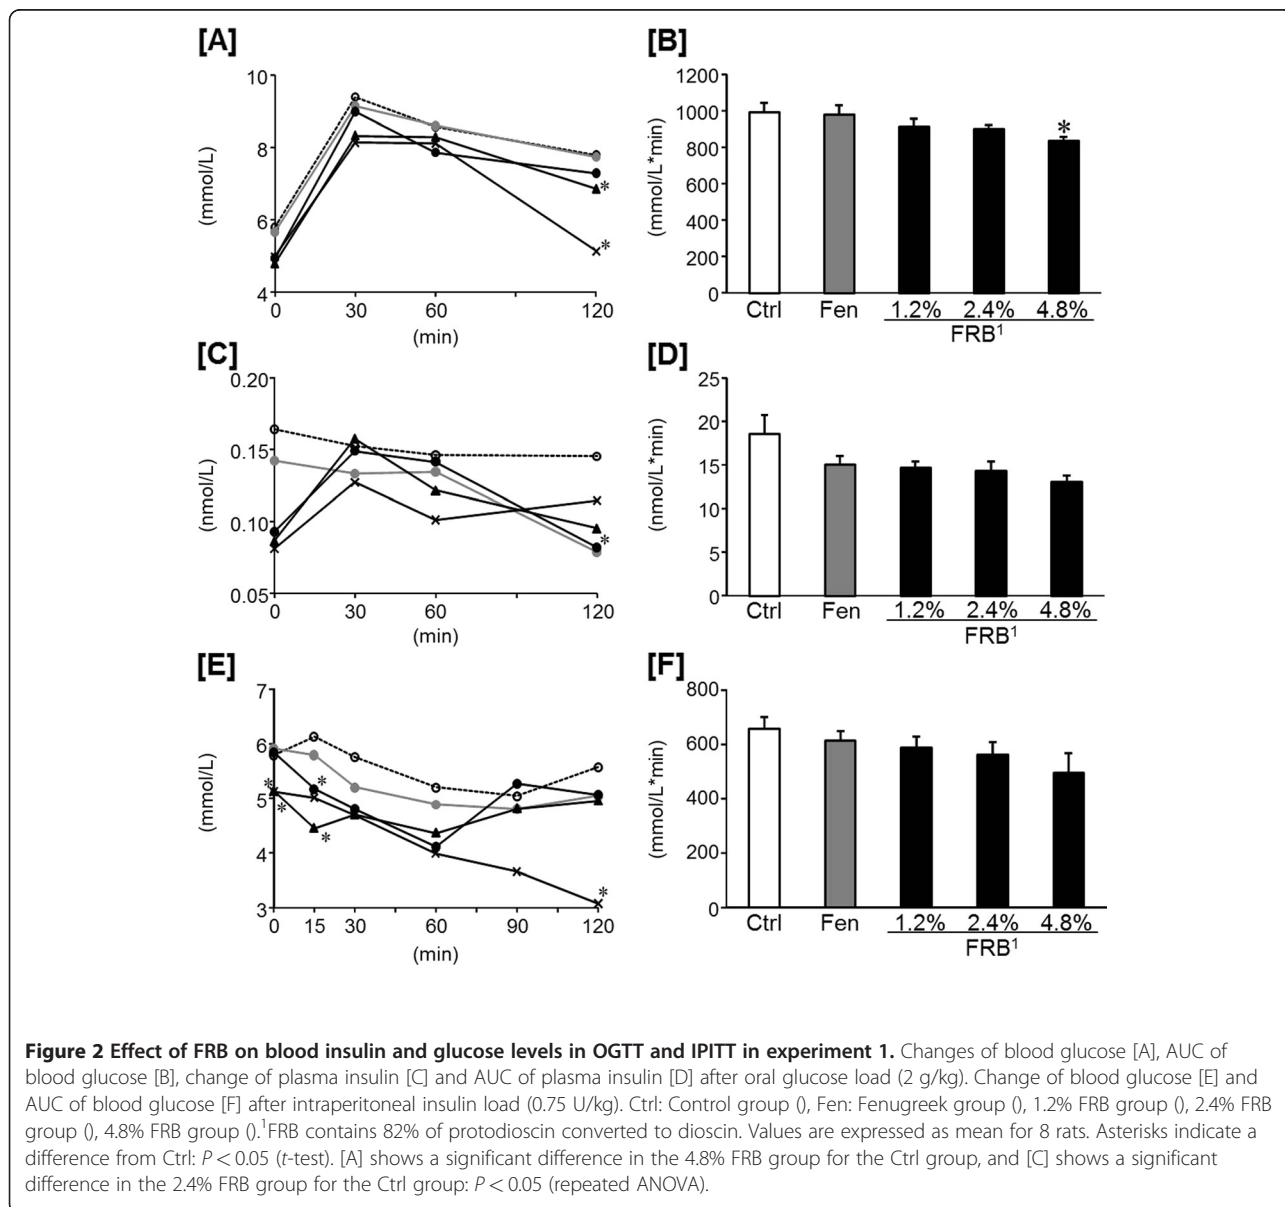 [A]
[B]
10
8
6
4
(mmol/L)
0
30
60
120
(min)
1200
1000
800
600
400
200
0
(mmol/L*min)
*
*
*
Ctrl
Fen
1.2%
2.4%
4.8%
FRB¹
[C]
[D]
0.20
0.15
0.10
0.05
(nmol/L)
*
0
30
60
120
(min)
25
20
15
10
5
0
(nmol/L*min)
Ctrl
Fen
1.2%
2.4%
4.8%
FRB¹
[E]
[F]
7
6
5
4
3
(mmol/L)
*
*
*
*
*
0
15
30
60
90
120
(min)
800
600
400
200
0
(mmol/L*min)
Ctrl
Fen
1.2%
2.4%
4.8%
FRB¹
Figure 2 Effect of FRB on blood insulin and glucose levels in OGTT and IPITT in experiment 1. Changes of blood glucose [A], AUC of
blood glucose [B], change of plasma insulin [C] and AUC of plasma insulin [D] after oral glucose load (2 g/kg). Change of blood glucose [E] and
AUC of blood glucose [F] after intraperitoneal insulin load (0.75 U/kg). Ctrl: Control group (), Fen: Fenugreek group (), 1.2% FRB group (), 2.4% FRB
group (), 4.8% FRB group ().¹FRB contains 82% of protodioscin converted to dioscin. Values are expressed as mean for 8 rats. Asterisks indicate a
difference from Ctrl: P < 0.05 (t-test). [A] shows a significant difference in the 4.8% FRB group for the Ctrl group, and [C] shows a significant
difference in the 2.4% FRB group for the Ctrl group: P < 0.05 (repeated ANOVA).